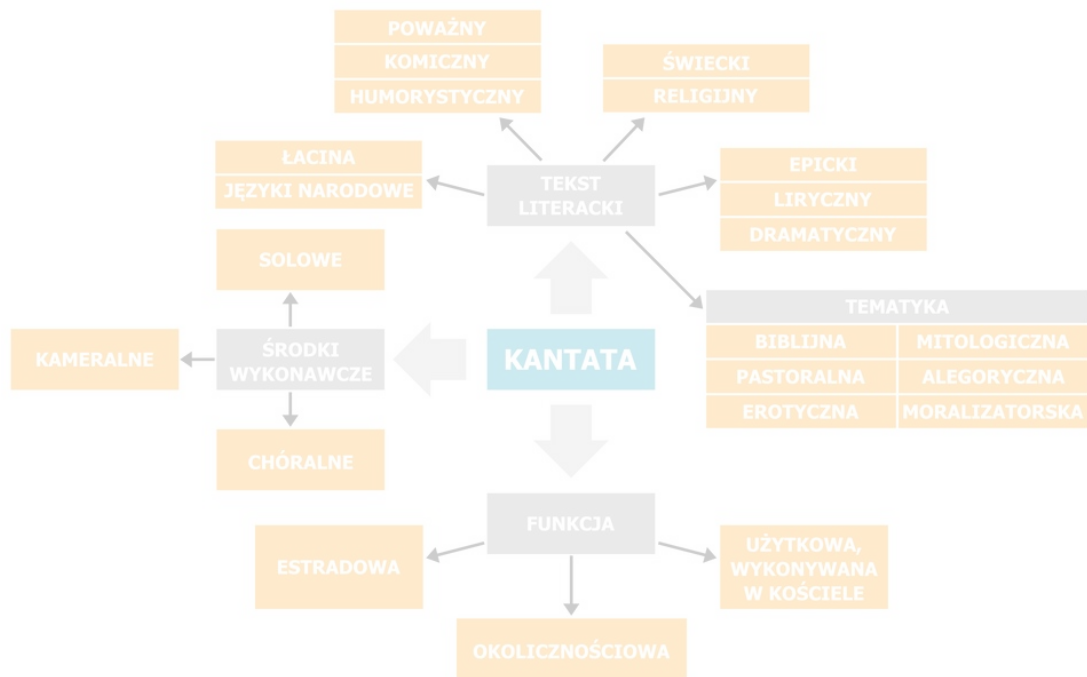 POWAŻNY
KOMICZNY
HUMORYSTYCZNY
ŚWIECKI
RELIGIJNY
ŁACINA
JĘZYKI NARODOWE
TEKST
LITERACKI
EPICKI
LIRYCZNY
DRAMATYCZNY
SOLOWE
KAMERALNE
ŚRODKI
WYKONAWCZE
CHÓRALNE
KANTATA
TEMATYKA
BIBLIJNA
MITOLOGICZNA
PASTORALNA
ALEGORYCZNA
EROTYCZNA
MORALIZATORSKA
FUNKCJA
ESTRADOWA
UŻYTKOWA,
WYKONYWANA
W KOŚCIELE
OKOLICZNOŚCIOWA